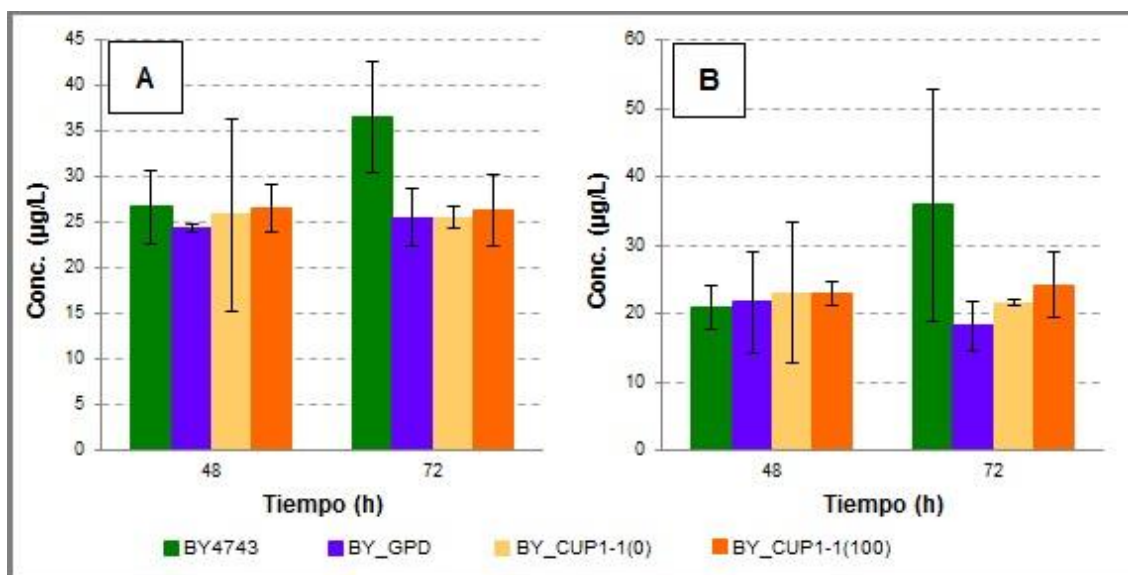 A
Conc. (µg/L)
45
40
35
30
25
20
15
10
5
0
48
72
Tiempo (h)
B
Conc. (µg/L)
60
50
40
30
20
10
0
48
72
Tiempo (h)
BY4743
BY_GPD
BY_CUP1-1(0)
BY_CUP1-1(100)